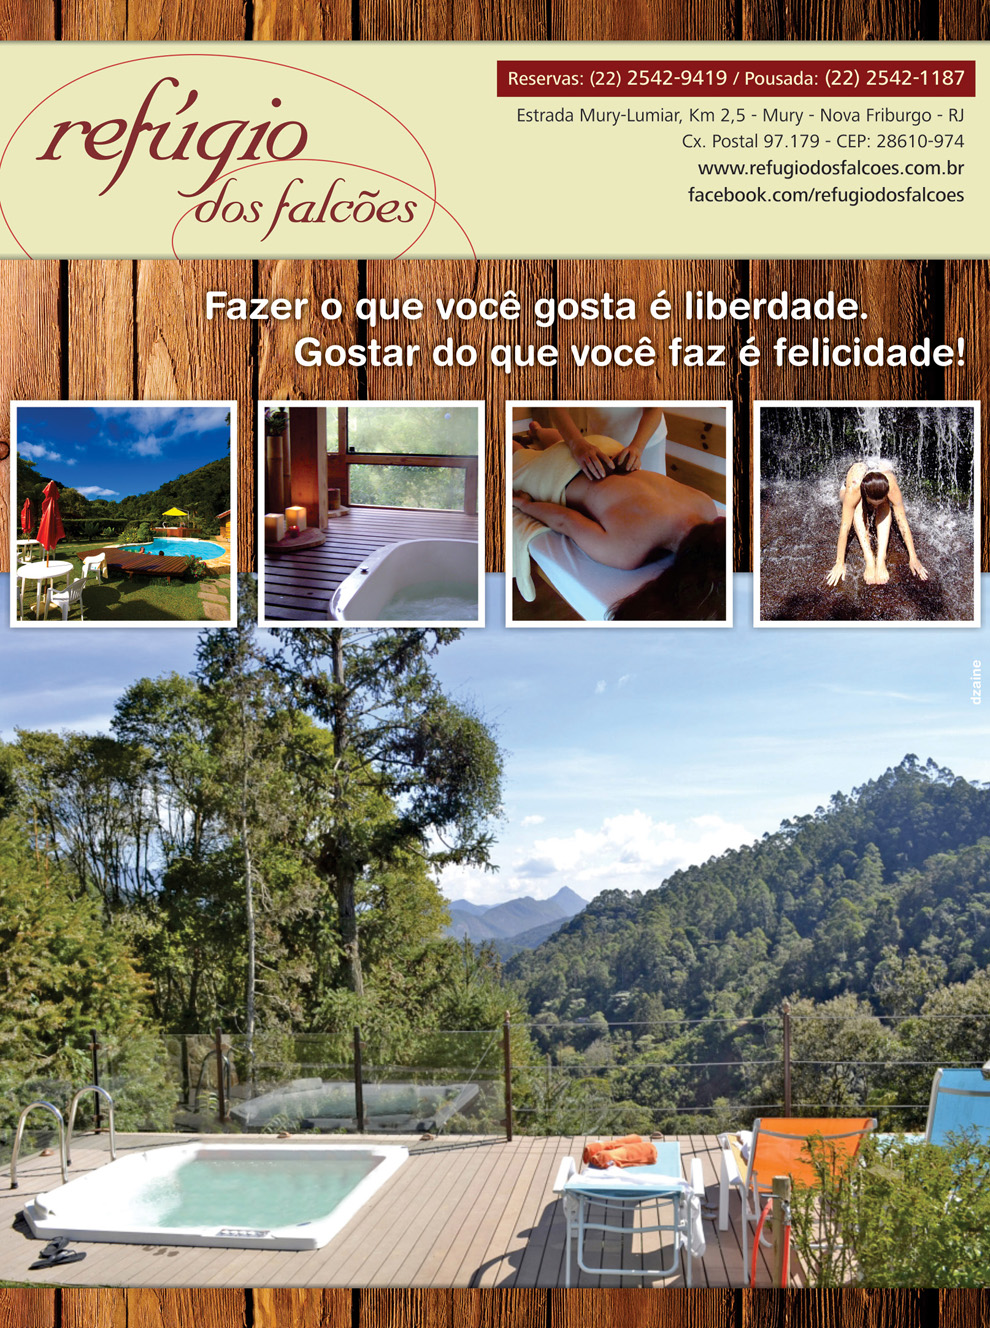 refúgio
dos falcões
Reservas: (22) 2542-9419 / Pousada: (22) 2542-1187
Estrada Mury-Lumiar, Km 2,5 - Mury - Nova Friburgo - RJ
Cx. Postal 97.179 - CEP: 28610-974
www.refugiodosfalcoes.com.br
facebook.com/refugiodosfalcoes
Fazer o que você gosta é liberdade.
Gostar do que você faz é felicidade!
dzaine